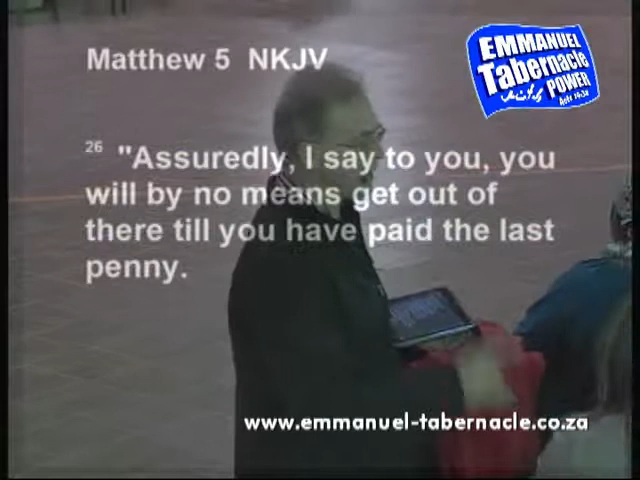 Matthew 5 NKJV
EMMANUEL
Tabernacle
POWER
26 "Assuredly, I say to you, you
will by no means get out of
there till you have paid the last
penny.
www.emmanuel-tabernacle.co.za